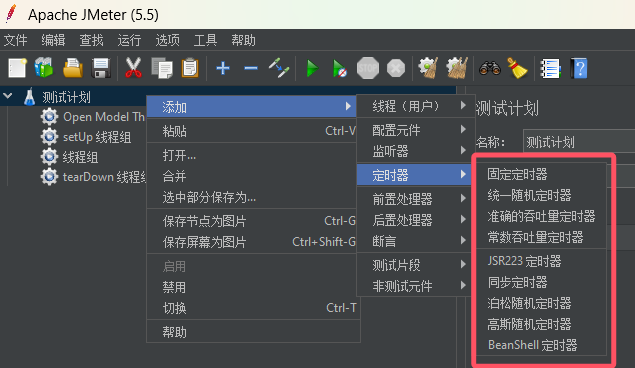 Apache JMeter (5.5)
文件 编辑 查找 运行 选项 工具 帮助
STOP
测试计划
Open Model Th
setUp 线程组
线程组
tearDown 线程组
添加
粘贴 Ctrl-V
打开...
合并
选中部分保存为...
保存节点为图片 Ctrl-G
保存屏幕为图片 Ctrl+Shift-G
启用
禁用
切换 Ctrl-T
帮助
线程（用户）
配置元件
监听器
定时器
前置处理器
后置处理器
断言
测试片段
非测试元件
测试计划
名称： 测试计划
固定定时器
统一随机定时器
准确的吞吐量定时器
常数吞吐量定时器
JSR223 定时器
同步定时器
泊松随机定时器
高斯随机定时器
BeanShell 定时器